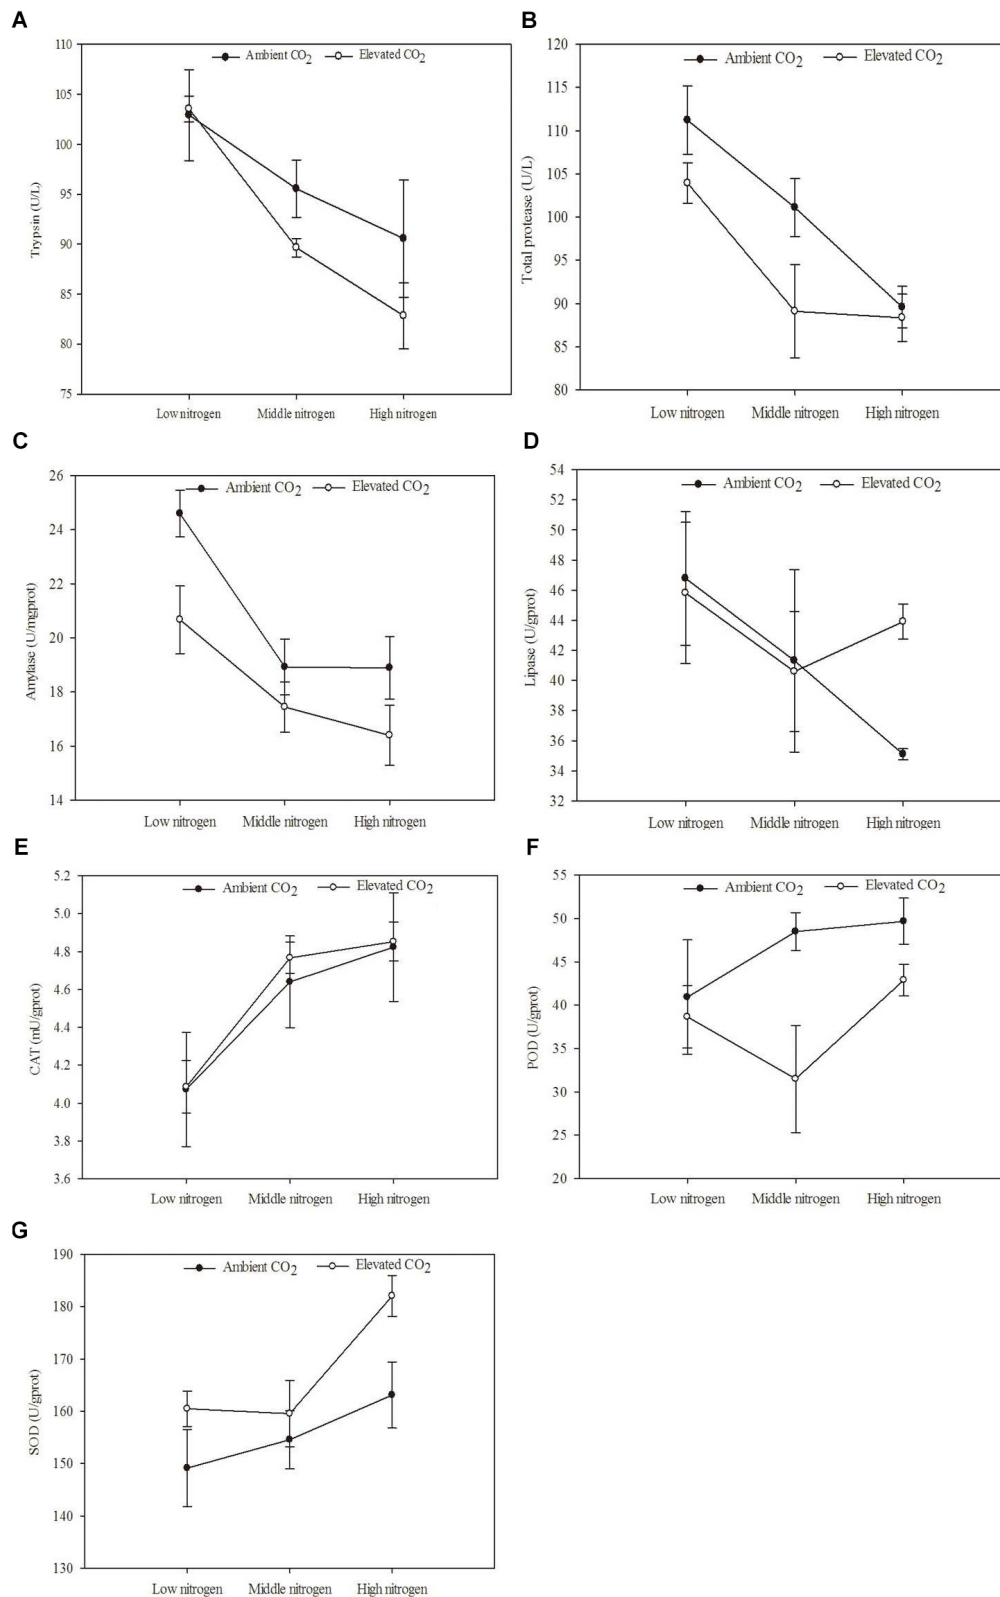 A
Ambient CO2 Elevated CO2
Trypsin (U/L)
110
105
100
95
90
85
80
75
Low nitrogen Middle nitrogen High nitrogen
B
Ambient CO2 Elevated CO2
Total protease (U/L)
120
115
110
105
100
95
90
85
80
Low nitrogen Middle nitrogen High nitrogen
C
Ambient CO2 Elevated CO2
Amylase (U/mgprot)
26
24
22
20
18
16
14
Low nitrogen Middle nitrogen High nitrogen
D
Ambient CO2 Elevated CO2
Lipase (U/gprot)
54
52
50
48
46
44
42
40
38
36
34
32
Low nitrogen Middle nitrogen High nitrogen
E
Ambient CO2 Elevated CO2
CAT (mU/gprot)
5.2
5.0
4.8
4.6
4.4
4.2
4.0
3.8
3.6
Low nitrogen Middle nitrogen High nitrogen
F
Ambient CO2 Elevated CO2
POD (U/gprot)
55
50
45
40
35
30
25
20
Low nitrogen Middle nitrogen High nitrogen
G
Ambient CO2 Elevated CO2
SOD (U/gprot)
190
180
170
160
150
140
130
Low nitrogen Middle nitrogen High nitrogen